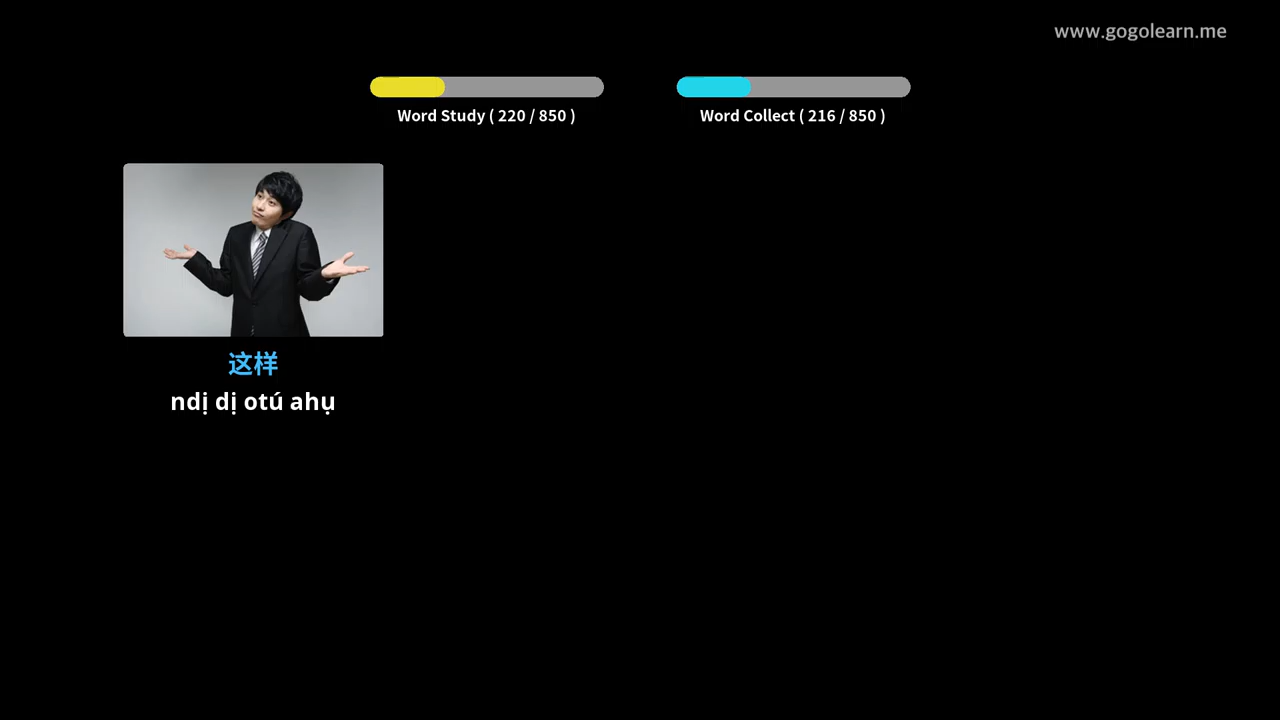 www.gogolearn.me
Word Study ( 220 / 850 )
Word Collect ( 216 / 850 )
这样
ndị dị otú ahụ